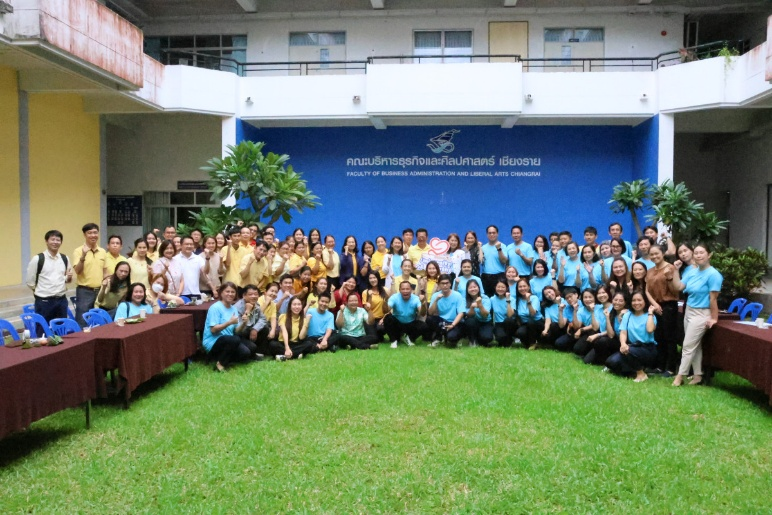 คณะบริหารธุรกิจและศิลปศาสตร์ เชียงราย
FACULTY OF BUSINESS ADMINISTRATION AND LIBERAL ARTS CHIANGRAI